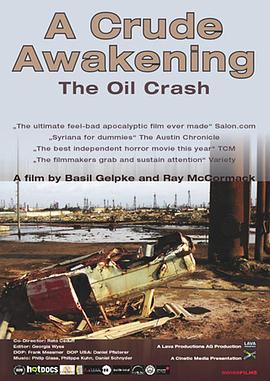 A Crude
Awakening
The Oil Crash
„The ultimate feel-bad apocalyptic film ever made“ Salon.com
„Syriana for dummies“ The Austin Chronicle
„The best independent horror movie this year“ TCM
„The filmmakers grab and sustain attention“ Variety
A film by Basil Gelpke and Ray McCormack
Co-Director: Reto Caduff
Editor: Georgia Wyss
DOP: Frank Messmer DOP USA: Daniel Pfisterer
Music: Philip Glass, Philippe Kuhn, Daniel Schnyder
A Lava Productions AG Production
LAVA
A Cinetic Media Presentation
hotdocs